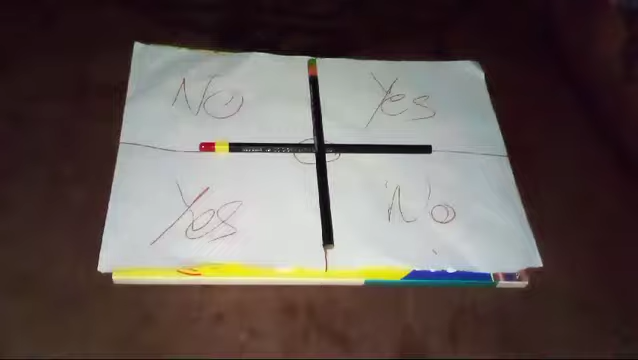 No Yes
Yes No